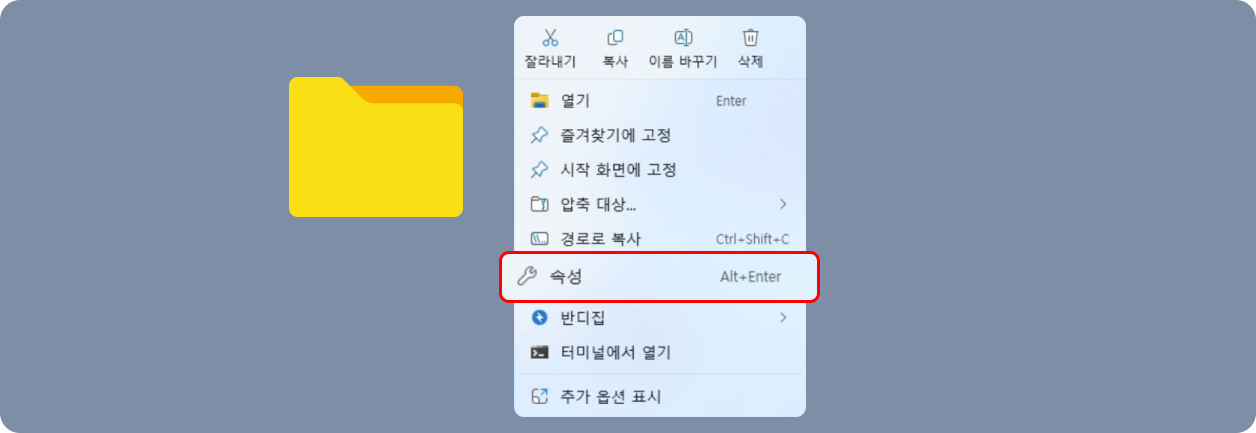 잘라내기 복사 이름 바꾸기 삭제
열기 Enter
즐겨찾기에 고정
시작 화면에 고정
압축 대상...
경로로 복사 Ctrl+Shift+C
속성 Alt+Enter
반디집
터미널에서 열기
추가 옵션 표시